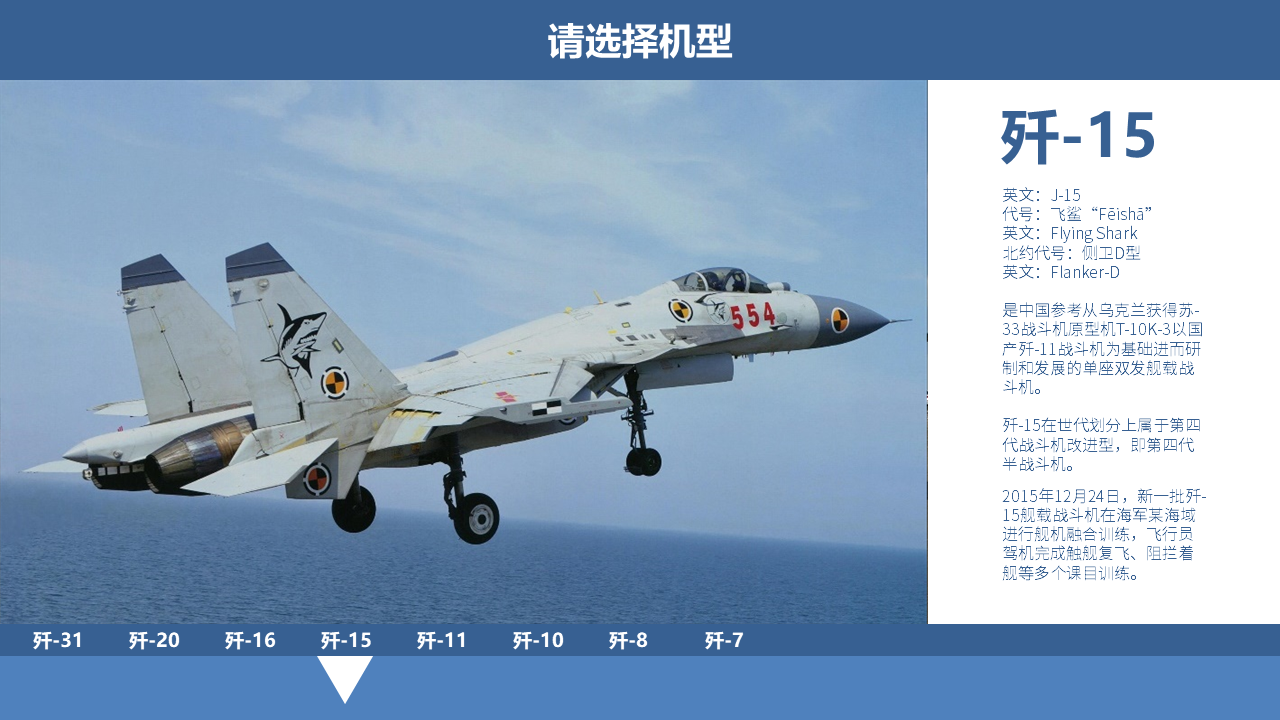 请选择机型
歼-15
英文：J-15
代号：飞鲨“Fēishā”
英文：Flying Shark
北约代号：侧卫D型
英文：Flanker-D
是中国参考从乌克兰获得苏-
33战斗机原型机T-10K-3以国
产歼-11战斗机为基础进而研
制和发展的单座双发舰载战
斗机。
歼-15在世代划分上属于第四
代战斗机改进型，即第四代
半战斗机。
2015年12月24日，新一批歼-
15舰载战斗机在海军某海域
进行舰机融合训练，飞行员
驾机完成触舰复飞、阻拦着
舰等多个课目训练。
554
歼-31 歼-20 歼-16 歼-15 歼-11 歼-10 歼-8 歼-7